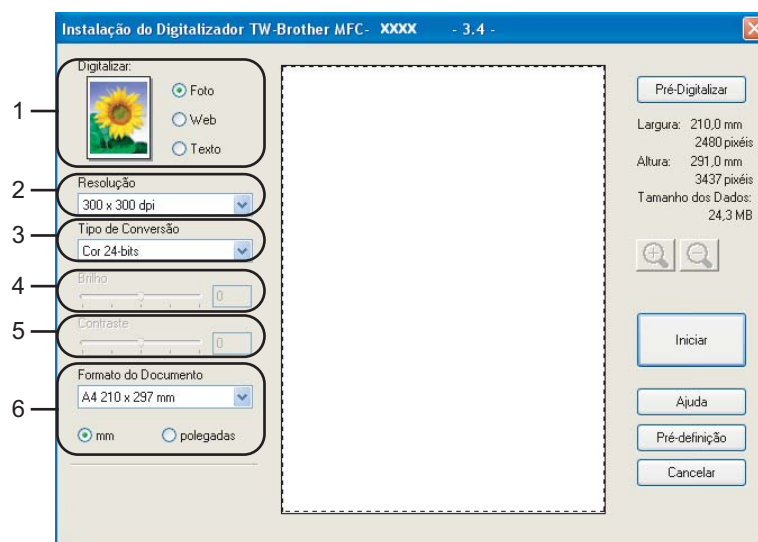 Instalação do Digitalizador TW-Brother MFC- XXXX - 3.4 -
1
Digitalizar:
Foto
Web
Texto
2
Resolução
300 x 300 dpi
3
Tipo de Conversão
Cor 24-bits
4
Brilho
0
5
Contraste
0
6
Formato do Documento
A4 210 x 297 mm
mm
polegadas
Pré-Digitalizar
Largura: 210,0 mm
2480 pixéis
Altura: 291,0 mm
3437 pixéis
Tamanho dos Dados:
24,3 MB
Iniciar
Ajuda
Pré-definição
Cancelar